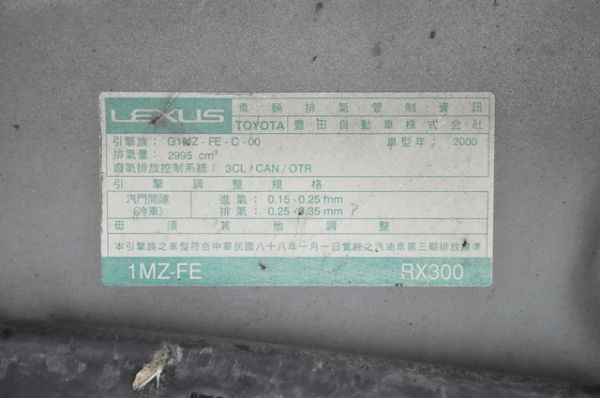 LEXUS 車輛排氣管制資訊
TOYOTA 豐田自動車株式会社
引擎族：G1MZ-FE-C-00 車型年：2000
排氣量：2995 cm³
廢氣排放控制系統：3CL/CAN/OTR
引擎調整規格
汽門間隙 進氣：0.15-0.25mm
(冷車) 排氣：0.25-0.35mm
毋須其他調整
本引擎族之車型符合中華民國八十八年一月一日實施之汽油車第三期排放標準
1MZ-FE RX300